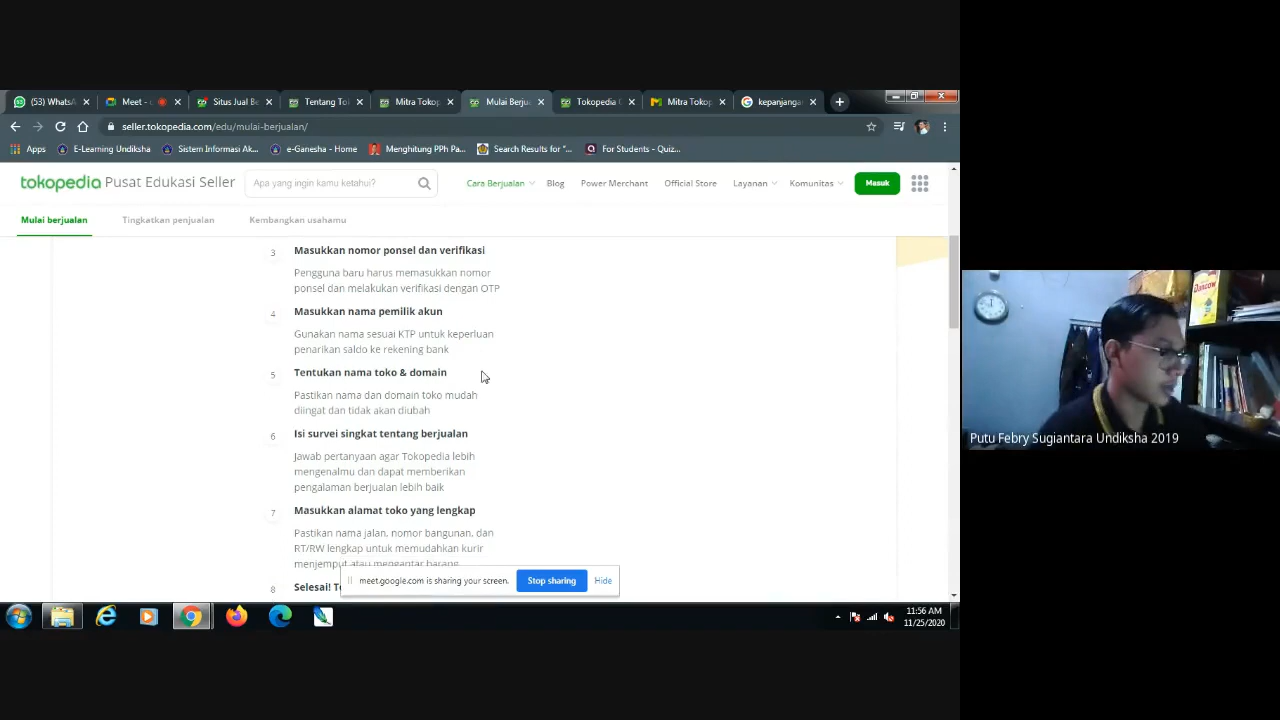 (53) WhatsA
Meet -
Situs Jual Be
Tentang To
Mitra Tokop
Mulai Berju
Tokopedia
Mitra Tokop
kepanjangan
seller.tokopedia.com/edu/mulai-berjualan/
Apps
E-Learning Undiksha
Sistem Informasi Ak...
e-Ganesha - Home
Menghitung PPh Pa...
Search Results for "...
For Students - Quiz...
tokopedia Pusat Edukasi Seller
Apa yang ingin kamu ketahui?
Cara Berjualan
Blog
Power Merchant
Official Store
Layanan
Komunitas
Masuk
Mulai berjualan
Tingkatkan penjualan
Kembangkan usahamu
3 Masukkan nomor ponsel dan verifikasi
Pengguna baru harus memasukkan nomor
ponsel dan melakukan verifikasi dengan OTP
4 Masukkan nama pemilik akun
Gunakan nama sesuai KTP untuk keperluan
penarikan saldo ke rekening bank
5 Tentukan nama toko & domain
Pastikan nama dan domain toko mudah
diingat dan tidak akan diubah
6 Isi survei singkat tentang berjualan
Jawab pertanyaan agar Tokopedia lebih
mengenalmu dan dapat memberikan
pengalaman berjualan lebih baik
7 Masukkan alamat toko yang lengkap
Pastikan nama jalan, nomor bangunan, dan
RT/RW lengkap untuk memudahkan kurir
menjemput atau mengantar barang
8 Selesai!
meet.google.com is sharing your screen.
Stop sharing
Hide
11:56 AM
11/25/2020
Dancow
Putu Febry Sugiantara Undiksha 2019